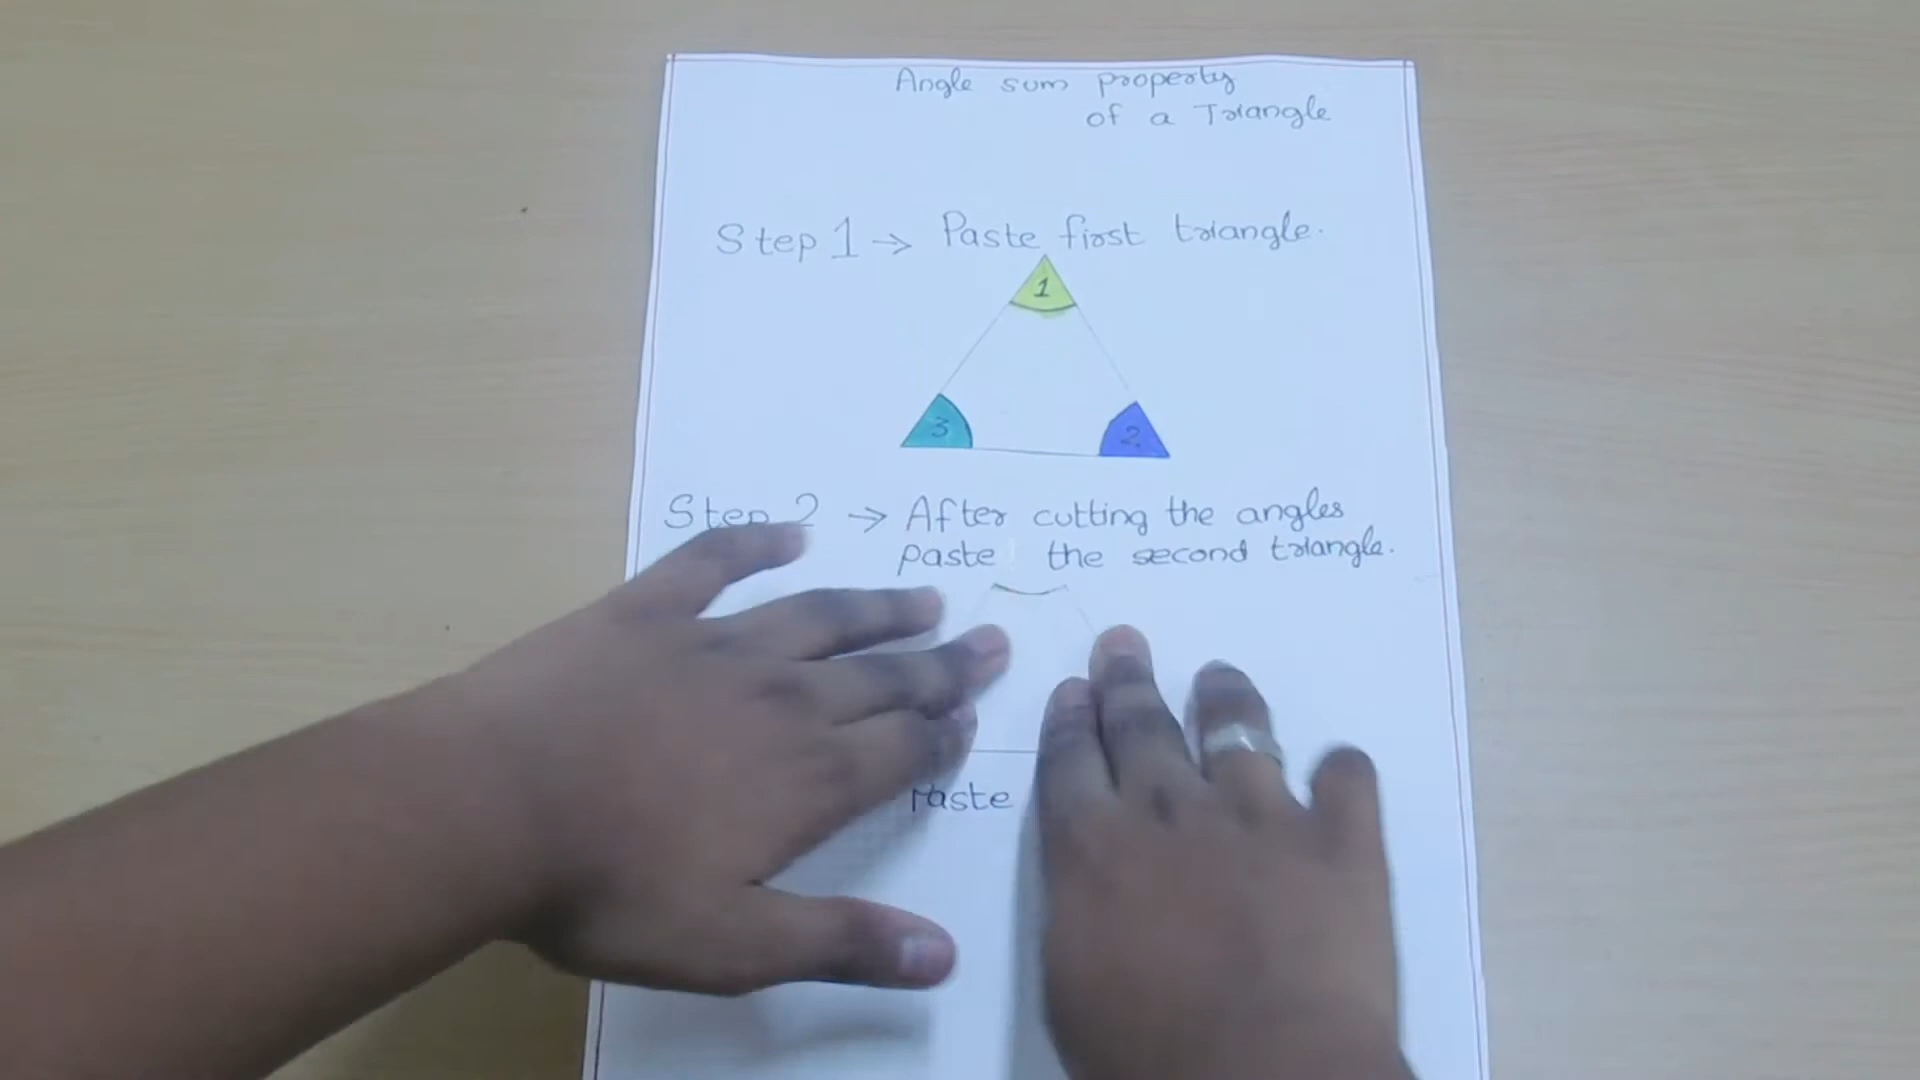 Angle sum property
of a Triangle
Step 1 → Paste first triangle.
1
3
2
Step 2 → After cutting the angles
paste the second triangle.
Paste